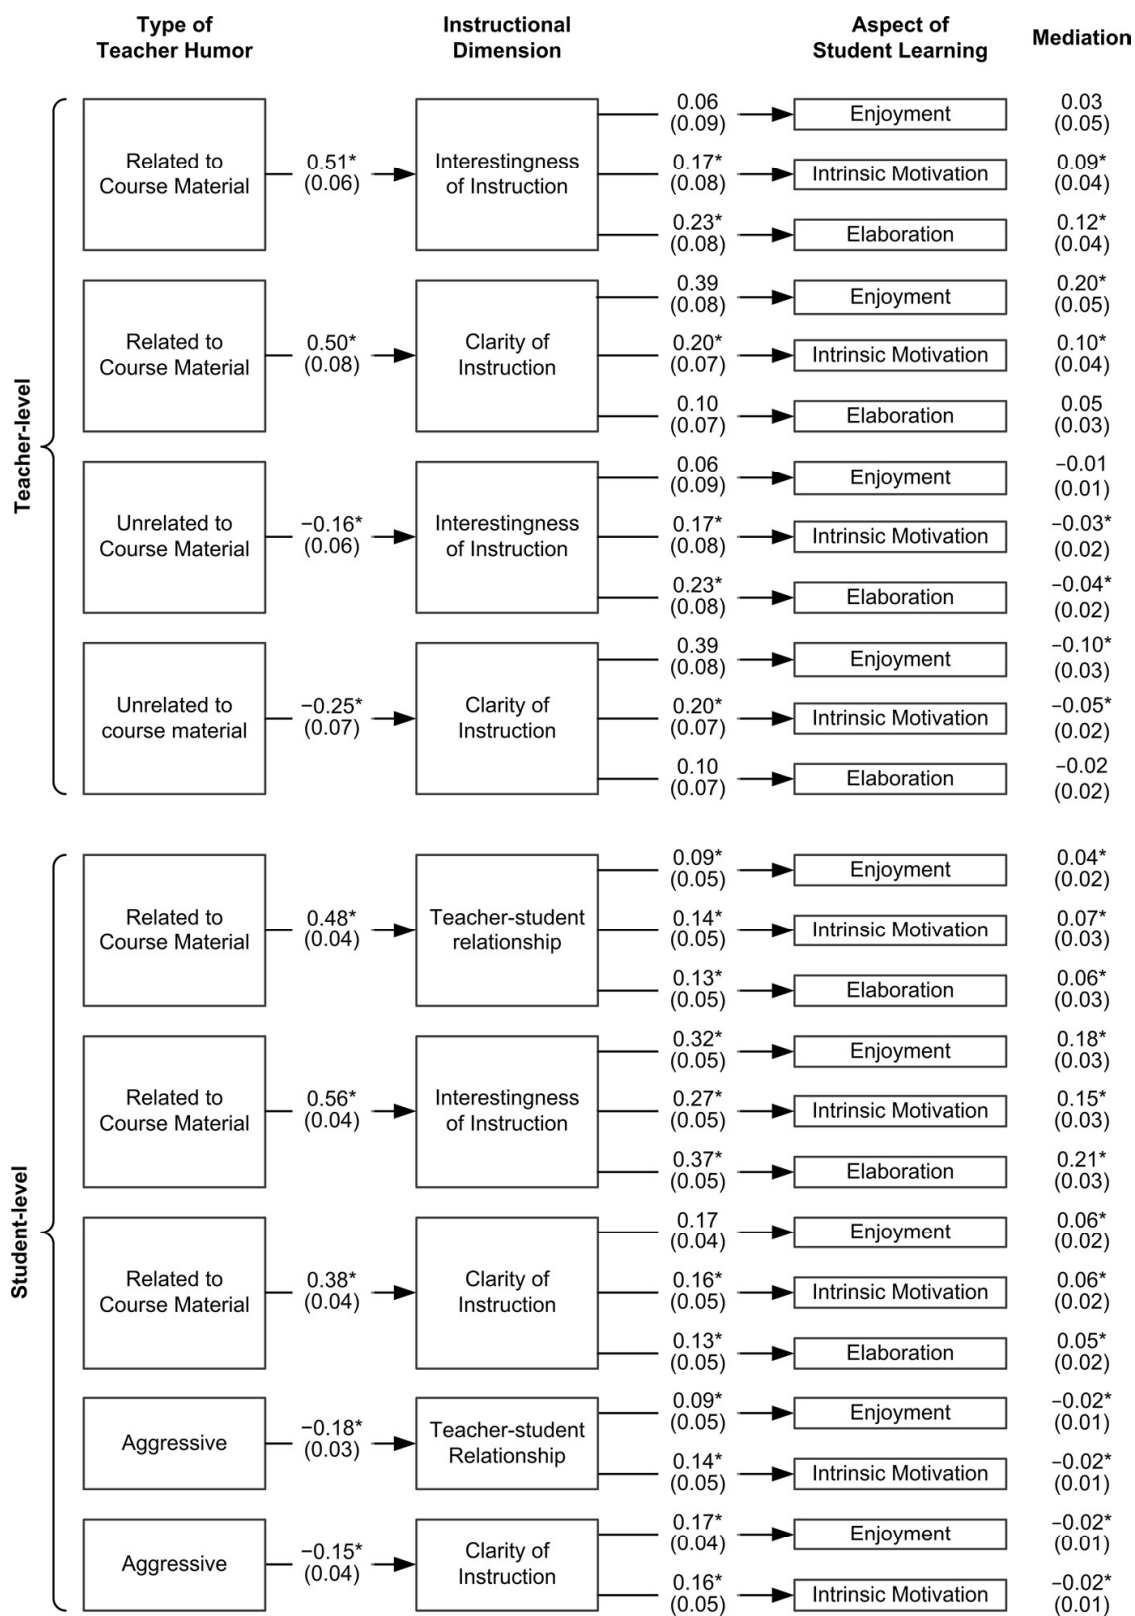 Type of
Teacher Humor
Instructional
Dimension
Aspect of
Student Learning
Mediation
Teacher-level
Related to
Course Material
0.51*
(0.06)
Interestingness
of Instruction
0.06
(0.09)
Enjoyment
0.03
(0.05)
0.17*
(0.08)
Intrinsic Motivation
0.09*
(0.04)
0.23*
(0.08)
Elaboration
0.12*
(0.04)
Related to
Course Material
0.50*
(0.08)
Clarity of
Instruction
0.39
(0.08)
Enjoyment
0.20*
(0.05)
0.20*
(0.07)
Intrinsic Motivation
0.10*
(0.04)
0.10
(0.07)
Elaboration
0.05
(0.03)
Unrelated to
Course Material
−0.16*
(0.06)
Interestingness
of Instruction
0.06
(0.09)
Enjoyment
−0.01
(0.01)
0.17*
(0.08)
Intrinsic Motivation
−0.03*
(0.02)
0.23*
(0.08)
Elaboration
−0.04*
(0.02)
Unrelated to
course material
−0.25*
(0.07)
Clarity of
Instruction
0.39
(0.08)
Enjoyment
−0.10*
(0.03)
0.20*
(0.07)
Intrinsic Motivation
−0.05*
(0.02)
0.10
(0.07)
Elaboration
−0.02
(0.02)
Student-level
Related to
Course Material
0.48*
(0.04)
Teacher-student
relationship
0.09*
(0.05)
Enjoyment
0.04*
(0.02)
0.14*
(0.05)
Intrinsic Motivation
0.07*
(0.03)
0.13*
(0.05)
Elaboration
0.06*
(0.03)
Related to
Course Material
0.56*
(0.04)
Interestingness
of Instruction
0.32*
(0.05)
Enjoyment
0.18*
(0.03)
0.27*
(0.05)
Intrinsic Motivation
0.15*
(0.03)
0.37*
(0.05)
Elaboration
0.21*
(0.03)
Related to
Course Material
0.38*
(0.04)
Clarity of
Instruction
0.17
(0.04)
Enjoyment
0.06*
(0.02)
0.16*
(0.05)
Intrinsic Motivation
0.06*
(0.02)
0.13*
(0.05)
Elaboration
0.05*
(0.02)
Aggressive
−0.18*
(0.03)
Teacher-student
Relationship
0.09*
(0.05)
Enjoyment
−0.02*
(0.01)
0.14*
(0.05)
Intrinsic Motivation
−0.02*
(0.01)
Aggressive
−0.15*
(0.04)
Clarity of
Instruction
0.17*
(0.04)
Enjoyment
−0.02*
(0.01)
0.16*
(0.05)
Intrinsic Motivation
−0.02*
(0.01)